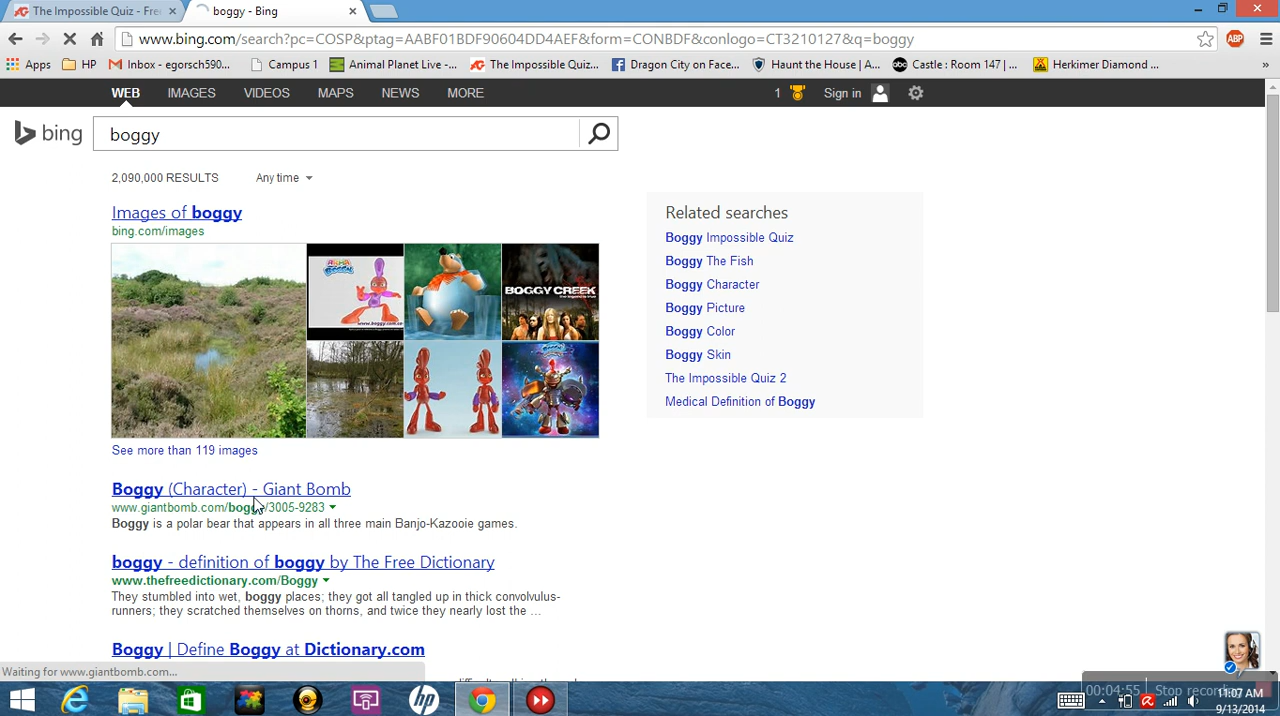 The Impossible Quiz - Free
boggy - Bing
www.bing.com/search?pc=COSP&ptag=AABF01BDF90604DD4AEF&form=CONBDF&conlogo=CT3210127&q=boggy
ABP
Apps HP Inbox - egorsch590... Campus 1 Animal Planet Live -... The Impossible Quiz... Dragon City on Face... Haunt the House | A... Castle : Room 147 | ... Herkimer Diamond ... »
WEB IMAGES VIDEOS MAPS NEWS MORE 1 Sign in
bing boggy
2,090,000 RESULTS Any time
Images of boggy
bing.com/images
BOGGY CREEK
See more than 119 images
Related searches
Boggy Impossible Quiz
Boggy The Fish
Boggy Character
Boggy Picture
Boggy Color
Boggy Skin
The Impossible Quiz 2
Medical Definition of Boggy
Boggy (Character) - Giant Bomb
www.giantbomb.com/boggy/3005-9283
Boggy is a polar bear that appears in all three main Banjo-Kazooie games.
boggy - definition of boggy by The Free Dictionary
www.thefreedictionary.com/Boggy
They stumbled into wet, boggy places; they got all tangled up in thick convolvulus-
runners; they scratched themselves on thorns, and twice they nearly lost the ...
Boggy | Define Boggy at Dictionary.com
Waiting for www.giantbomb.com...
00:04:55 Stop recording
hp
11:07 AM
9/13/2014